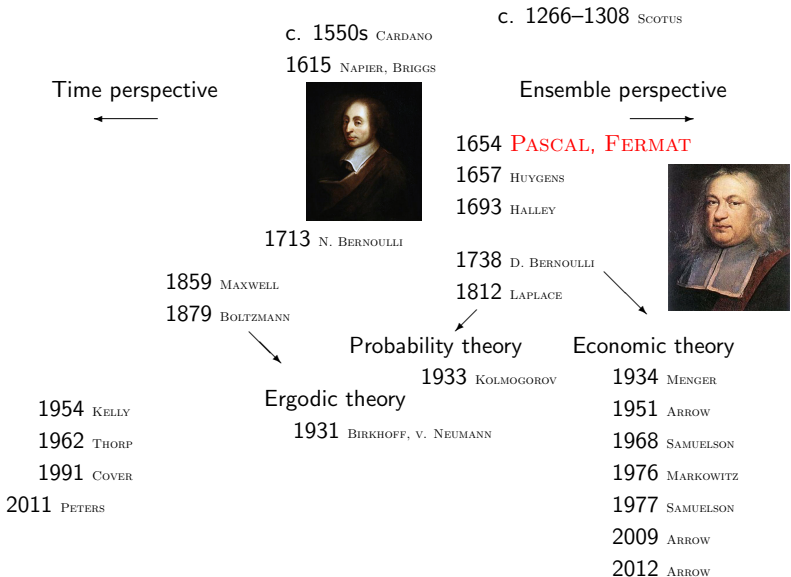 c. 1266–1308 Scotus
c. 1550s Cardano
1615 Napier, Briggs
Time perspective
Ensemble perspective
1654 Pascal, Fermat
1657 Huygens
1693 Halley
1713 N. Bernoulli
1738 D. Bernoulli
1859 Maxwell
1812 Laplace
1879 Boltzmann
Probability theory
Economic theory
1933 Kolmogorov
1934 Menger
Ergodic theory
1954 Kelly
1951 Arrow
1931 Birkhoff, v. Neumann
1962 Thorp
1968 Samuelson
1991 Cover
1976 Markowitz
2011 Peters
1977 Samuelson
2009 Arrow
2012 Arrow